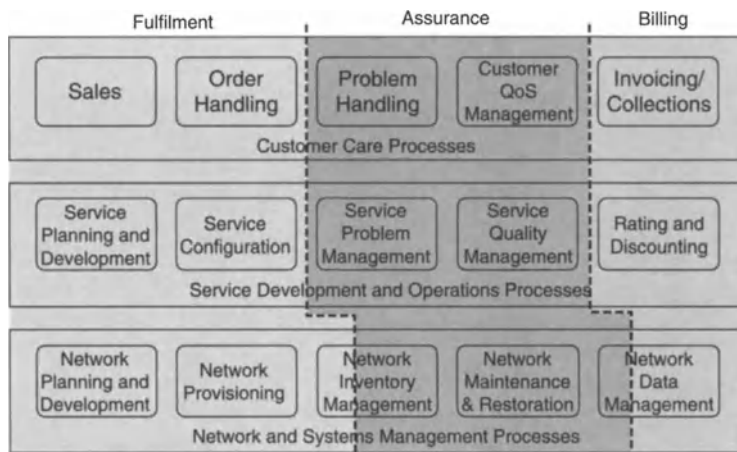 Fulfilment Assurance Billing
Sales
Order
Handling
Problem
Handling
Customer
QoS
Management
Invoicing/
Collections
Customer Care Processes
Service
Planning and
Development
Service
Configuration
Service
Problem
Management
Service
Quality
Management
Rating and
Discounting
Service Development and Operations Processes
Network
Planning and
Development
Network
Provisioning
Network
Inventory
Management
Network
Maintenance
& Restoration
Network
Data
Management
Network and Systems Management Processes